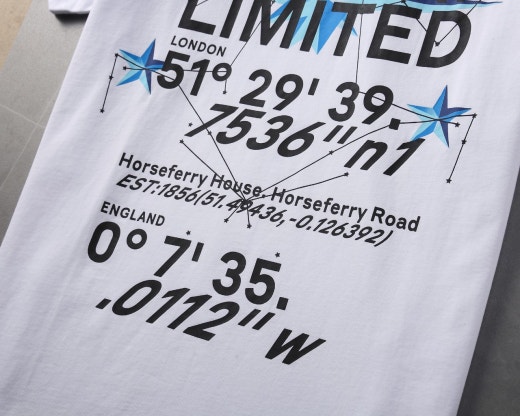 LIMITED
LONDON
51° 29' 39.
7536"n1
Horseferry House. Horseferry Road
EST:1856(51.49436,-0.126392)
ENGLAND
0° 7' 35.
.0112"w